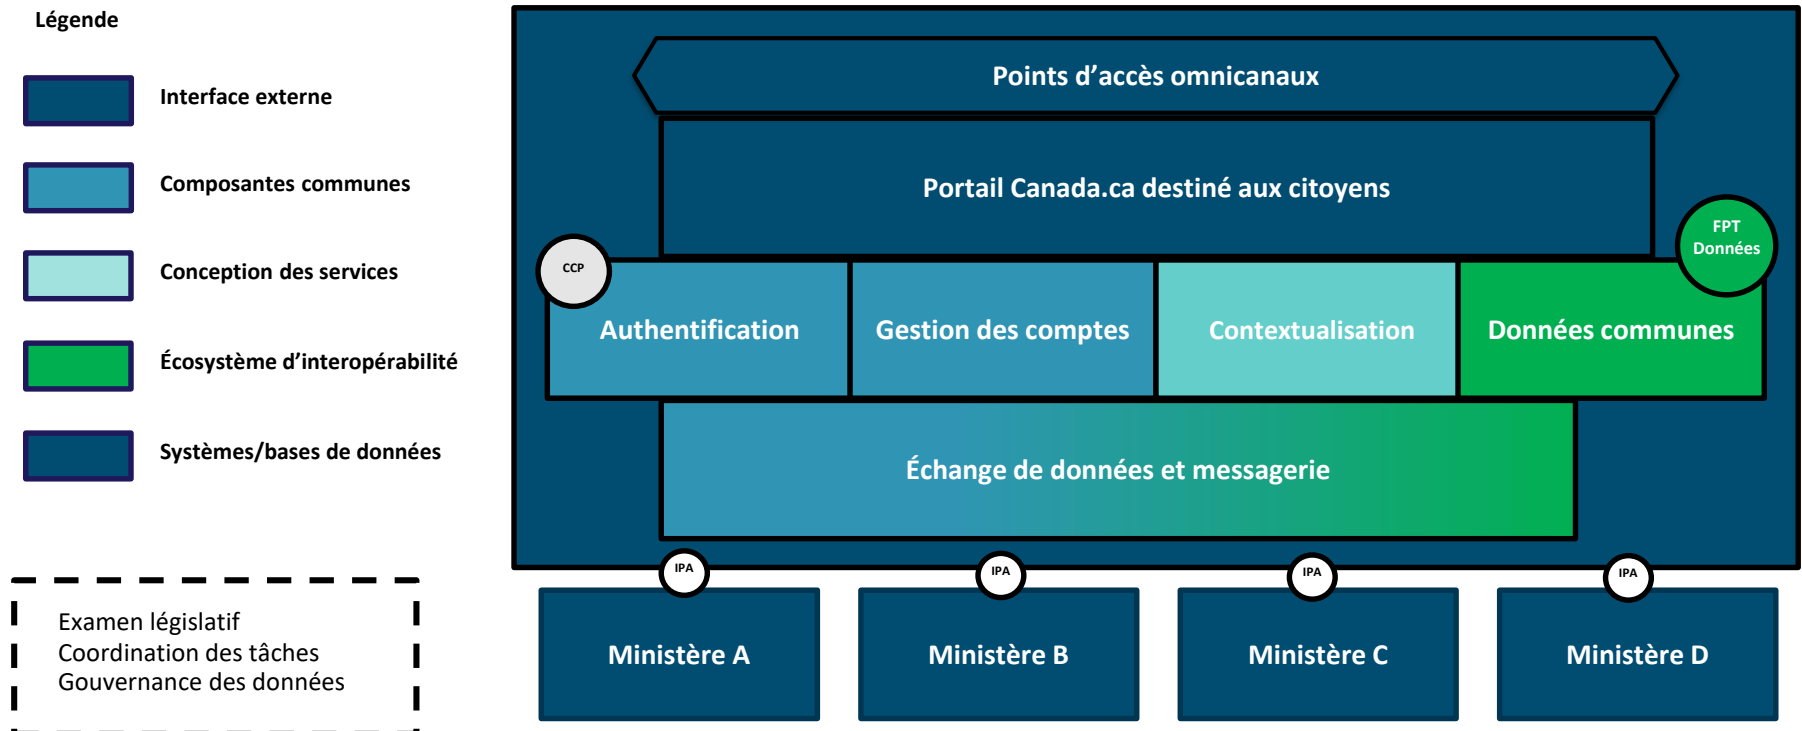 Légende
Interface externe
Composantes communes
Conception des services
Écosystème d’interopérabilité
Systèmes/bases de données
Examen législatif
Coordination des tâches
Gouvernance des données
Points d’accès omnicanaux
Portail Canada.ca destiné aux citoyens
CCP
FPT
Données
Authentification
Gestion des comptes
Contextualisation
Données communes
Échange de données et messagerie
IPA
IPA
IPA
IPA
Ministère A
Ministère B
Ministère C
Ministère D